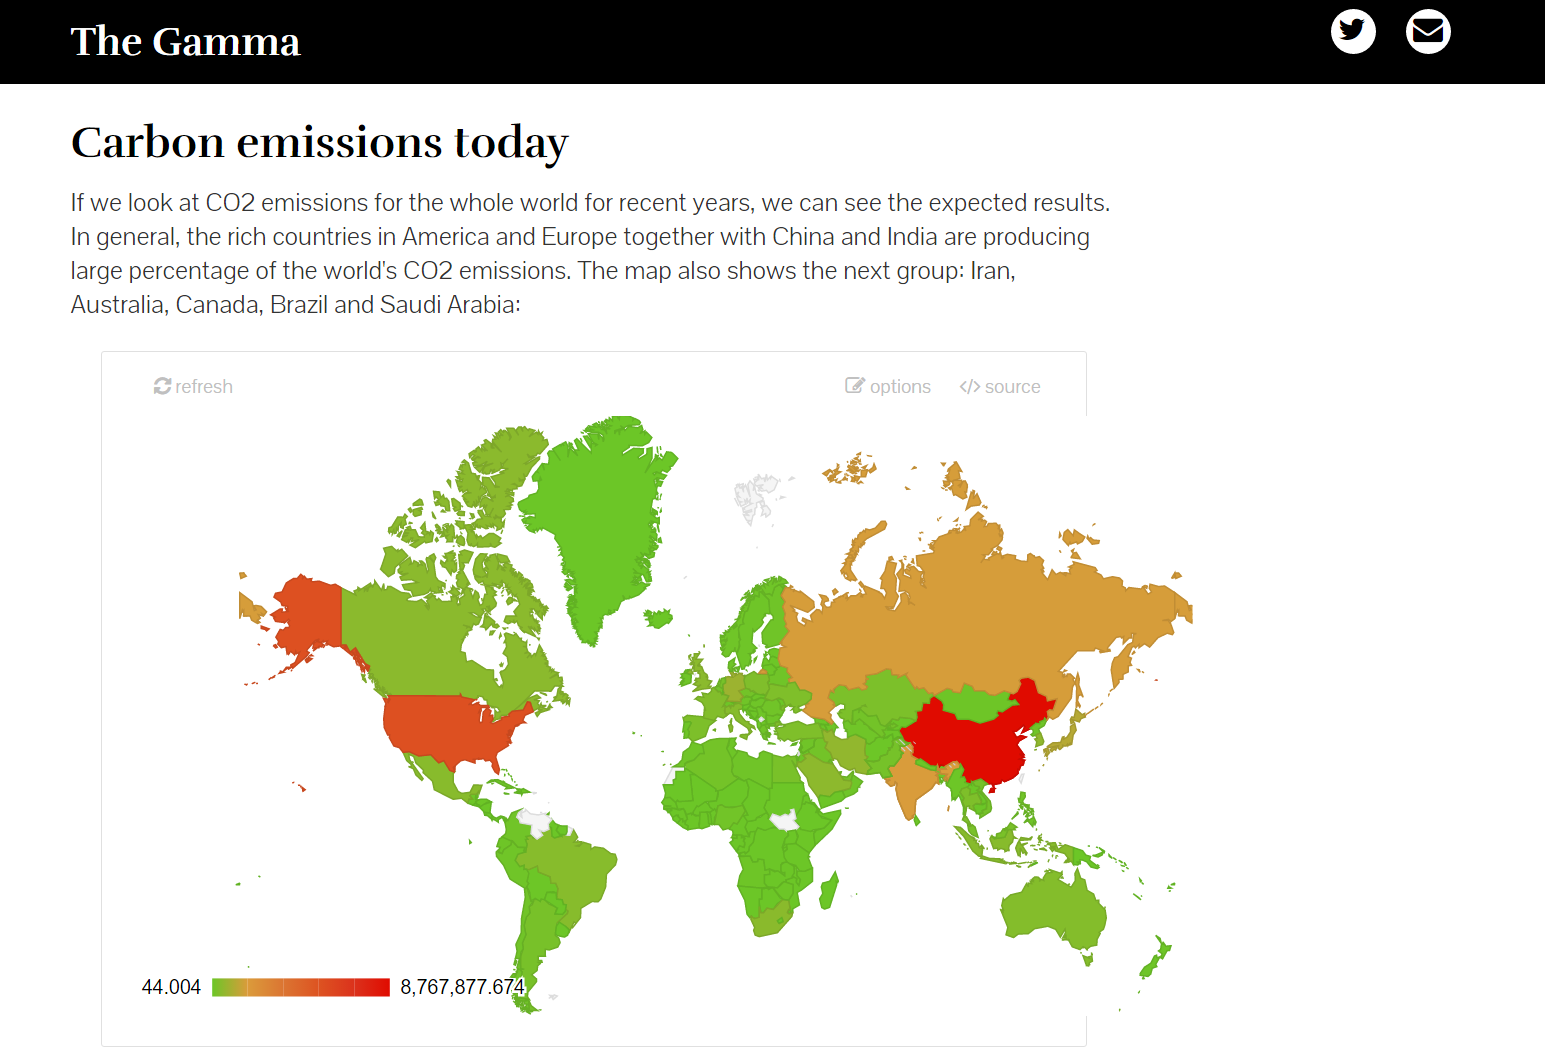 The Gamma
Carbon emissions today
If we look at CO2 emissions for the whole world for recent years, we can see the expected results.
In general, the rich countries in America and Europe together with China and India are producing
large percentage of the world's CO2 emissions. The map also shows the next group: Iran,
Australia, Canada, Brazil and Saudi Arabia:
refresh
options
</> source
44.004
8,767,877.674